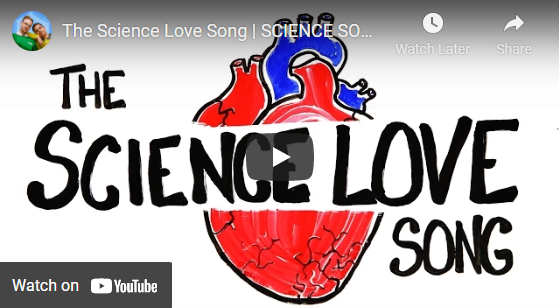 The Science Love Song | SCIENCE SO...
Watch Later
Share
THE
SCIENCE LOVE
SONG
Watch on YouTube